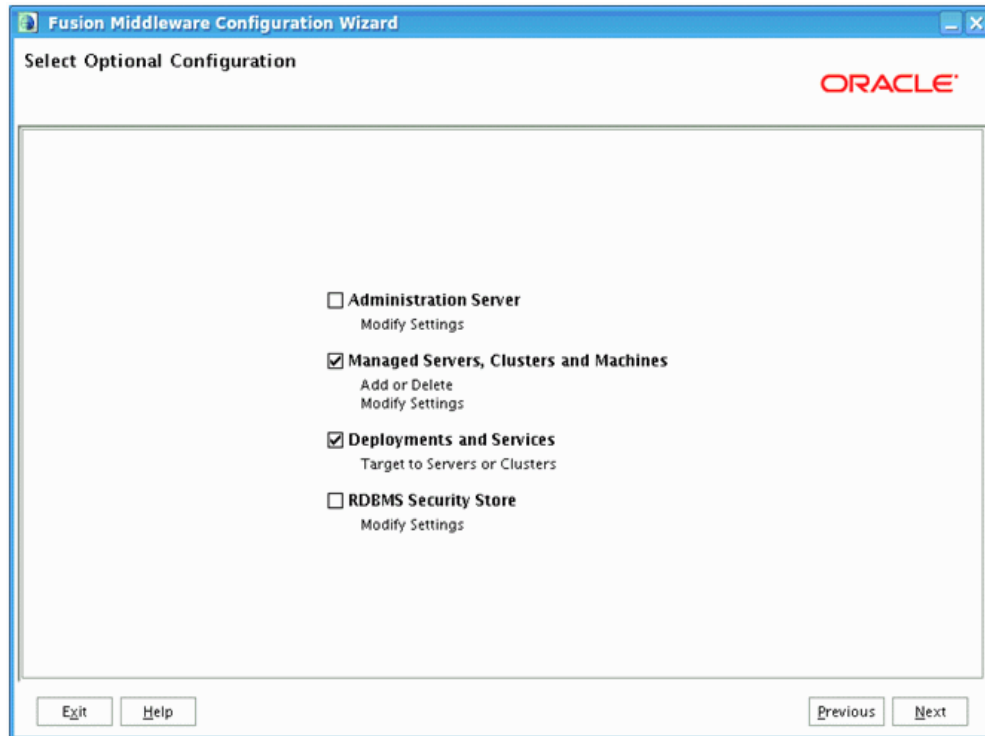 Fusion Middleware Configuration Wizard
Select Optional Configuration
ORACLE
Administration Server
Modify Settings
Managed Servers, Clusters and Machines
Add or Delete
Modify Settings
Deployments and Services
Target to Servers or Clusters
RDBMS Security Store
Modify Settings
Exit
Help
Previous
Next